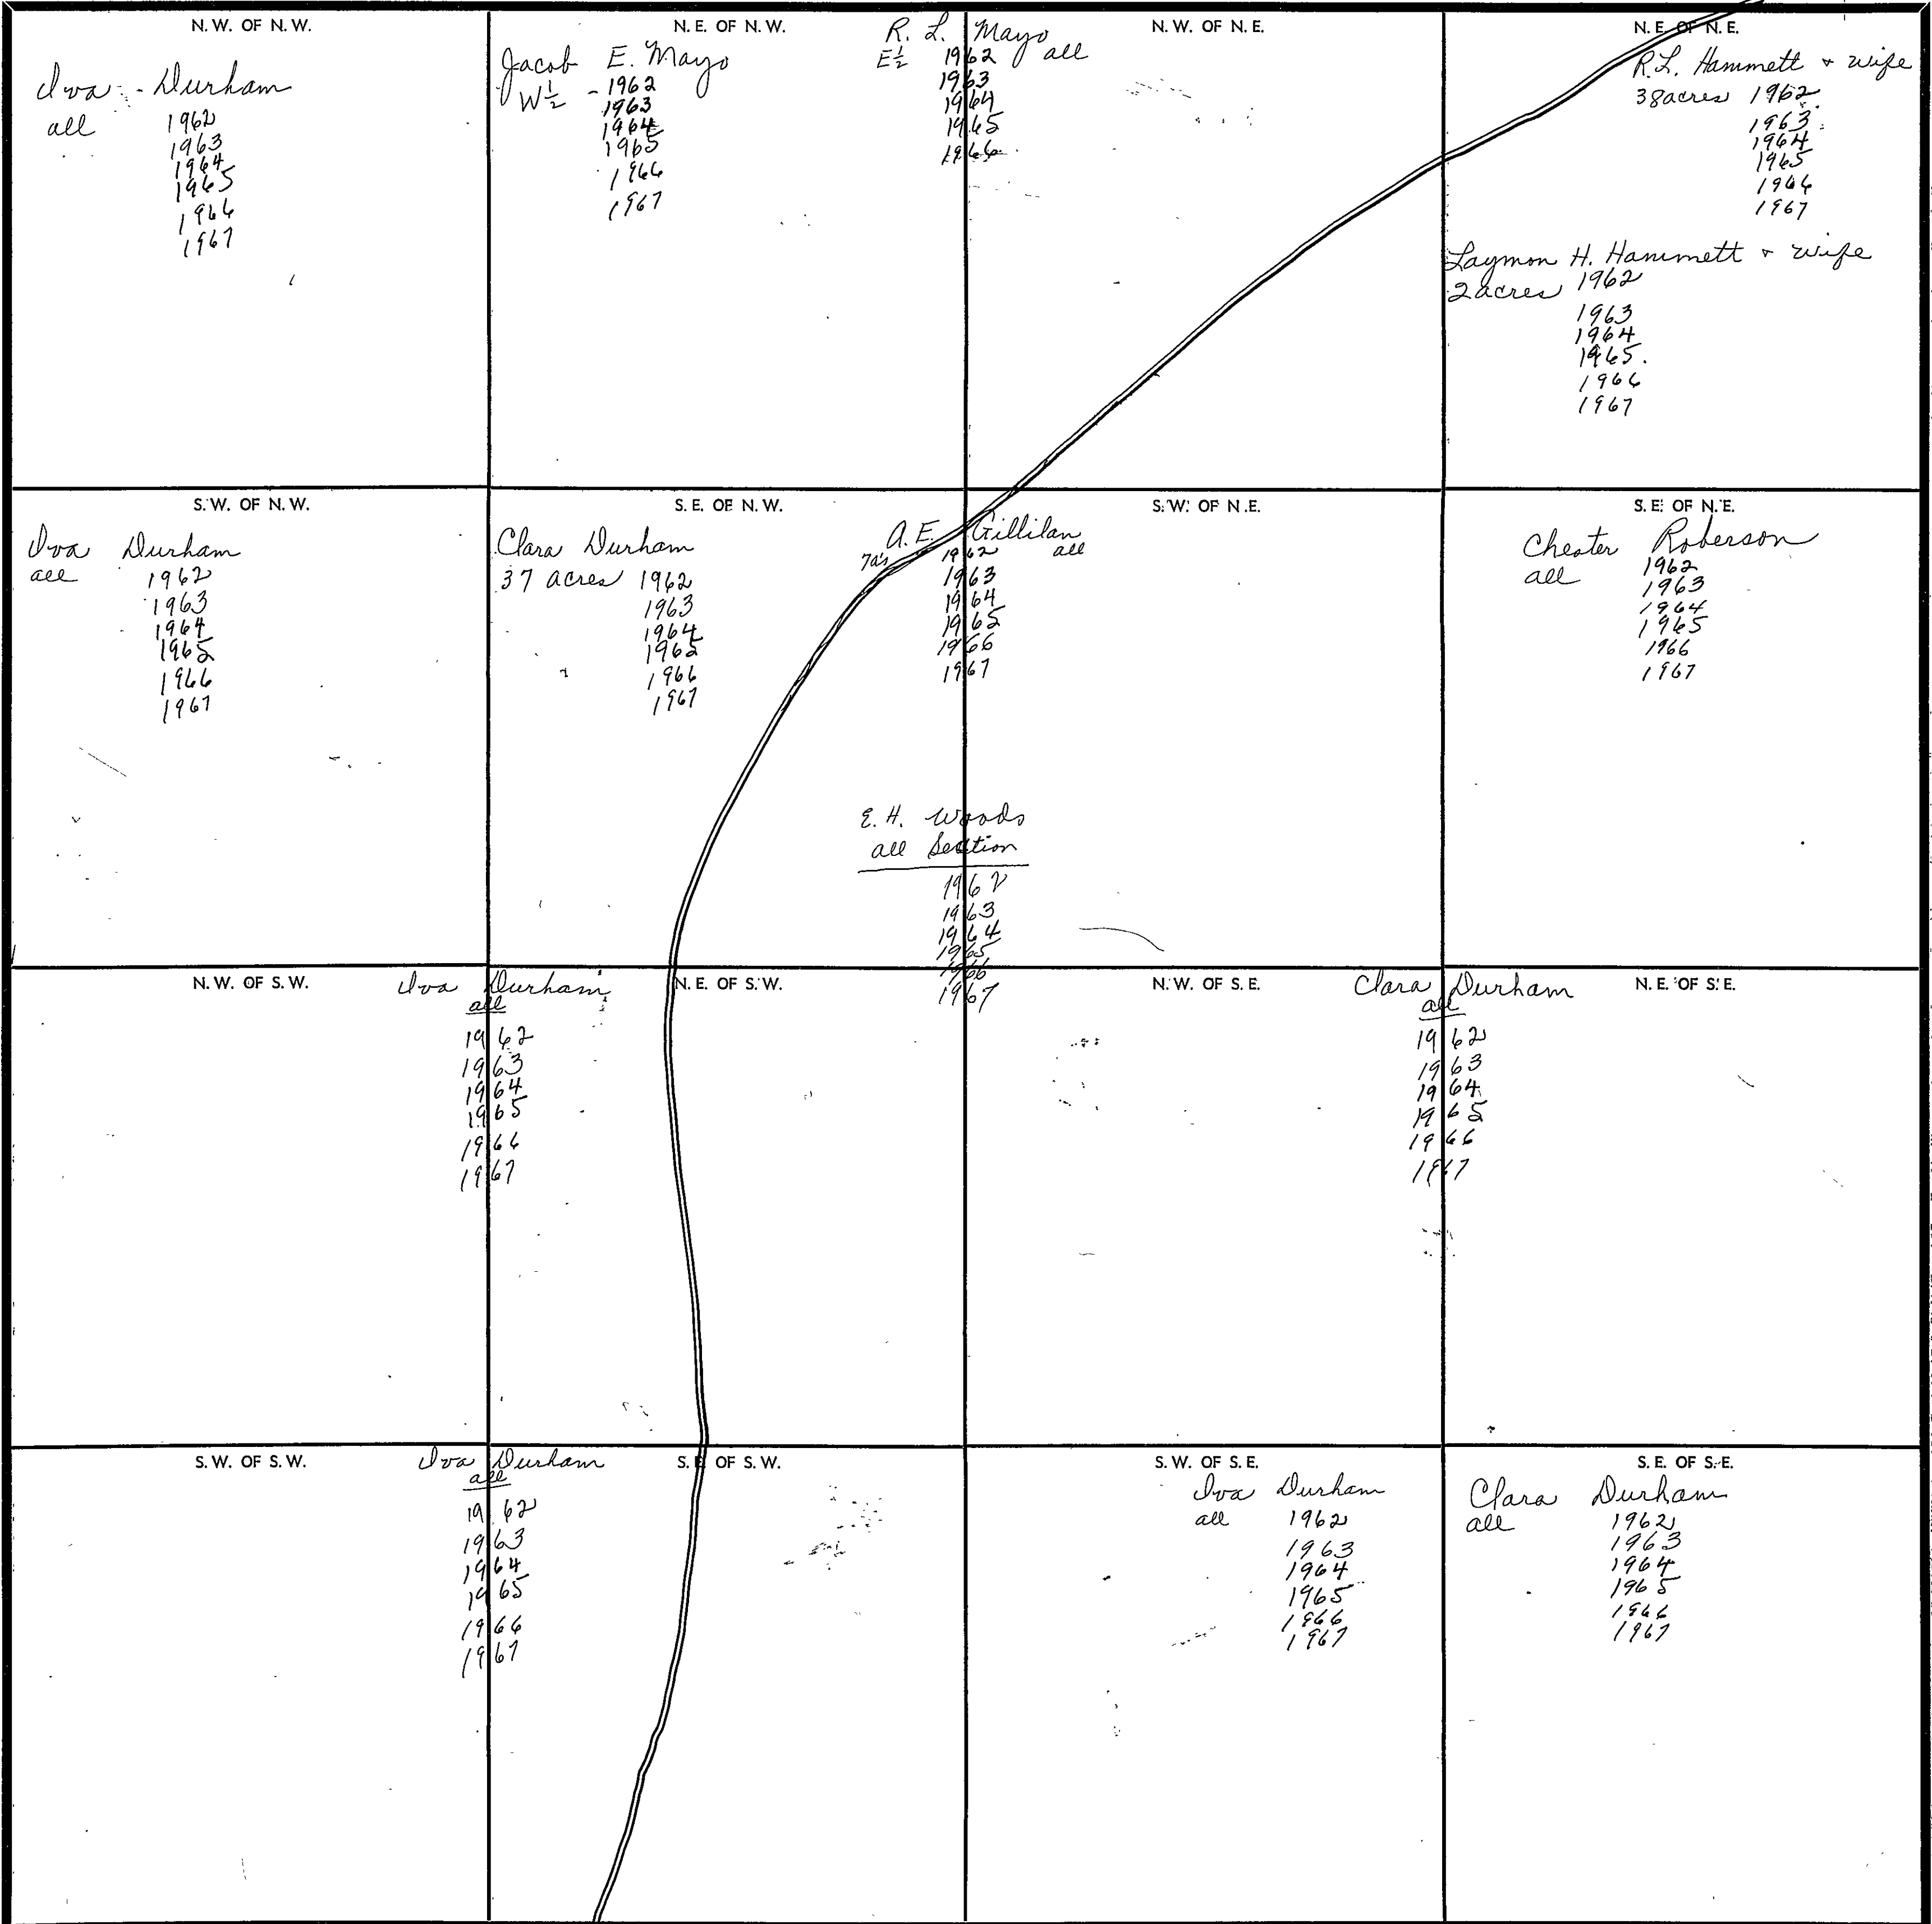 N.W. OF N.W.
Iva - Durham
all 1962
1963
1964
1965
1966
1967
N.E. OF N.W.
Jacob E. Mayo
W½ - 1962
1963
1964
1965
1966
1967
R. L. Mayo
E½ 1962 all
1963
1964
1965
1966
N.W. OF N.E.
N.E. OF N.E.
R.L. Hammett + wife
38 acres 1962
1963
1964
1965
1966
1967
Laymon H. Hammett + wife
2 acres 1962
1963
1964
1965
1966
1967
S.W. OF N.W.
Iva Durham
all 1962
1963
1964
1965
1966
1967
S.E. OF N.W.
Clara Durham
37 acres 1962
1963
1964
1965
1966
1967
A.E. Gillilan
7a's 1962 all
1963
1964
1965
1966
1967
S.W. OF N.E.
S.E. OF N.E.
Chester Roberson
all 1962
1963
1964
1965
1966
1967
E. H. Woods
all Section
1962
1963
1964
1965
1966
1967
N.W. OF S.W.
Iva Durham
all
1962
1963
1964
1965
1966
1967
N.E. OF S.W.
N.W. OF S.E.
Clara Durham
all
1962
1963
1964
1965
1966
1967
N.E. OF S.E.
S.W. OF S.W.
Iva Durham
all
1962
1963
1964
1965
1966
1967
S.E. OF S.W.
S.W. OF S.E.
Iva Durham
all 1962
1963
1964
1965
1966
1967
S.E. OF S.E.
Clara Durham
all 1962
1963
1964
1965
1966
1967